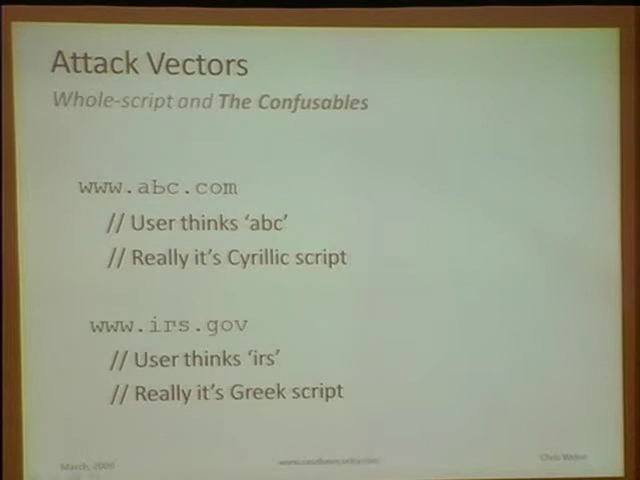 Attack Vectors
Whole-script and The Confusables
www.abc.com
// User thinks 'abc'
// Really it's Cyrillic script
www.irs.gov
// User thinks 'irs'
// Really it's Greek script
March, 2009
Chris Weber